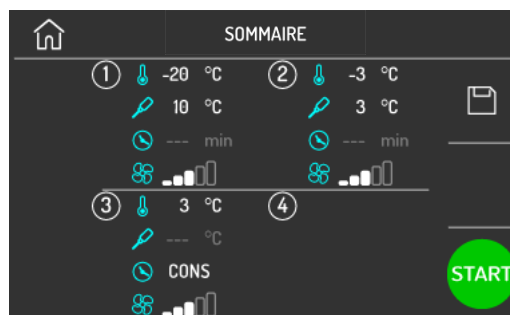 SOMMAIRE
1 -20 °C
10 °C
--- min
2 -3 °C
3 °C
--- min
3 3 °C
--- °C
CONS
4
START